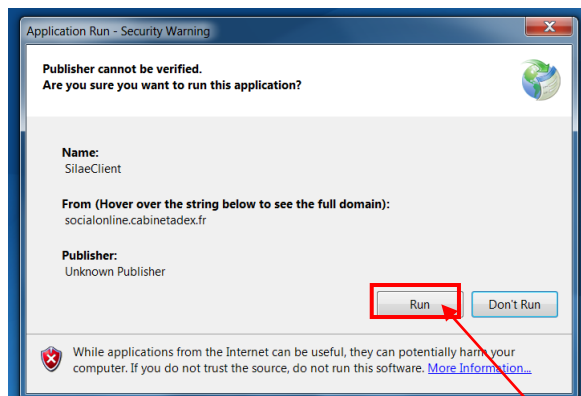 Application Run - Security Warning
Publisher cannot be verified.
Are you sure you want to run this application?
Name:
SilaeClient
From (Hover over the string below to see the full domain):
socialonline.cabinetadex.fr
Publisher:
Unknown Publisher
Run Don't Run
While applications from the Internet can be useful, they can potentially harm your
computer. If you do not trust the source, do not run this software. More Information...